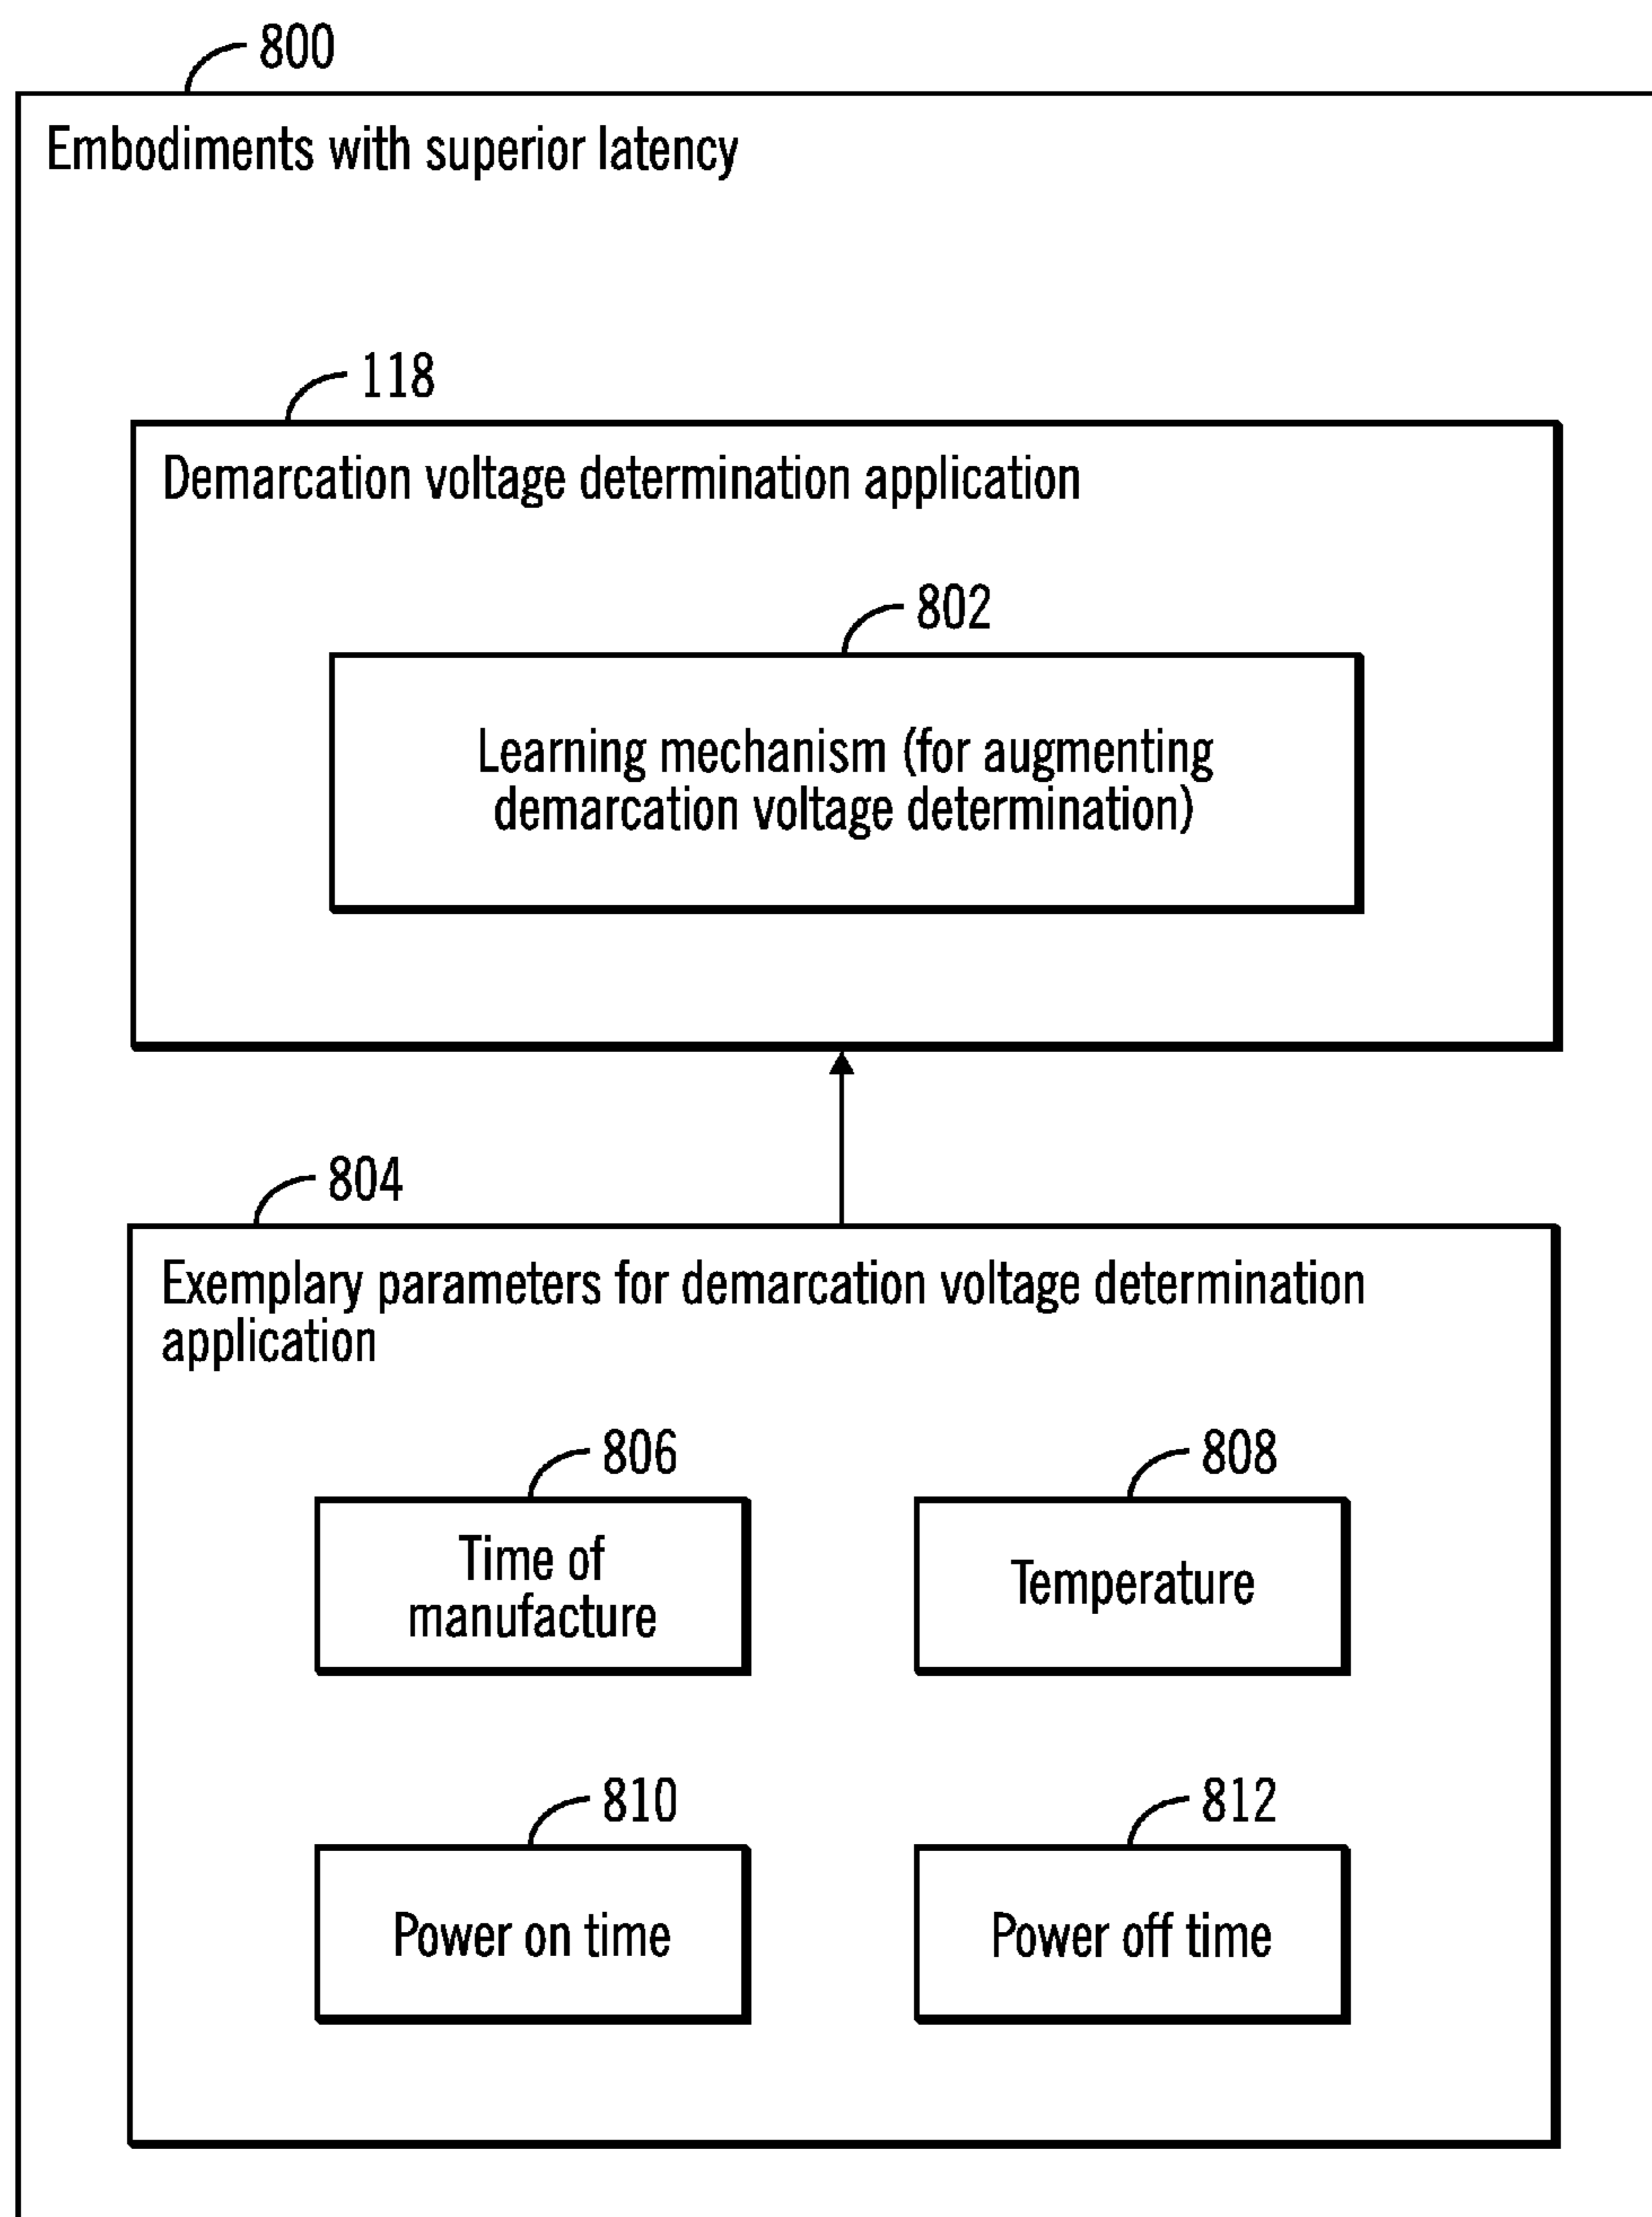 800
Embodiments with superior latency
118
Demarcation voltage determination application
802
Learning mechanism (for augmenting
demarcation voltage determination)
804
Exemplary parameters for demarcation voltage determination
application
806
Time of
manufacture
808
Temperature
810
Power on time
812
Power off time